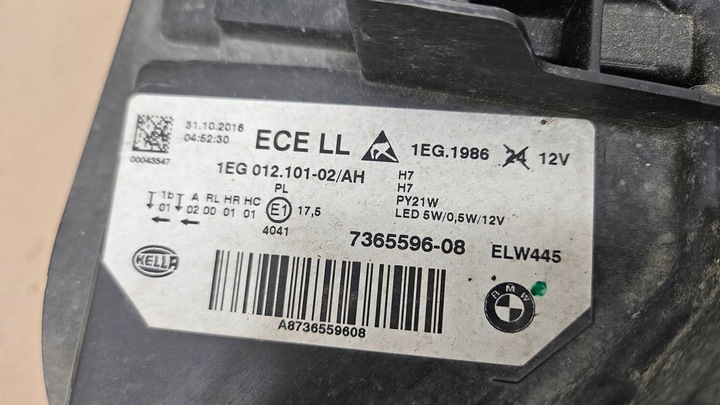 31.10.2016
04:52:30
00043547
ECE LL
1EG.1986 24 12V
1EG 012.101-02/AH
H7
H7
PY21W
LED 5W/0,5W/12V
1b A RL HR HC
01 02 00 01 01
PL
E1 17,5
4041
7365596-08 ELW445
HELLA
A8736559608
BMW